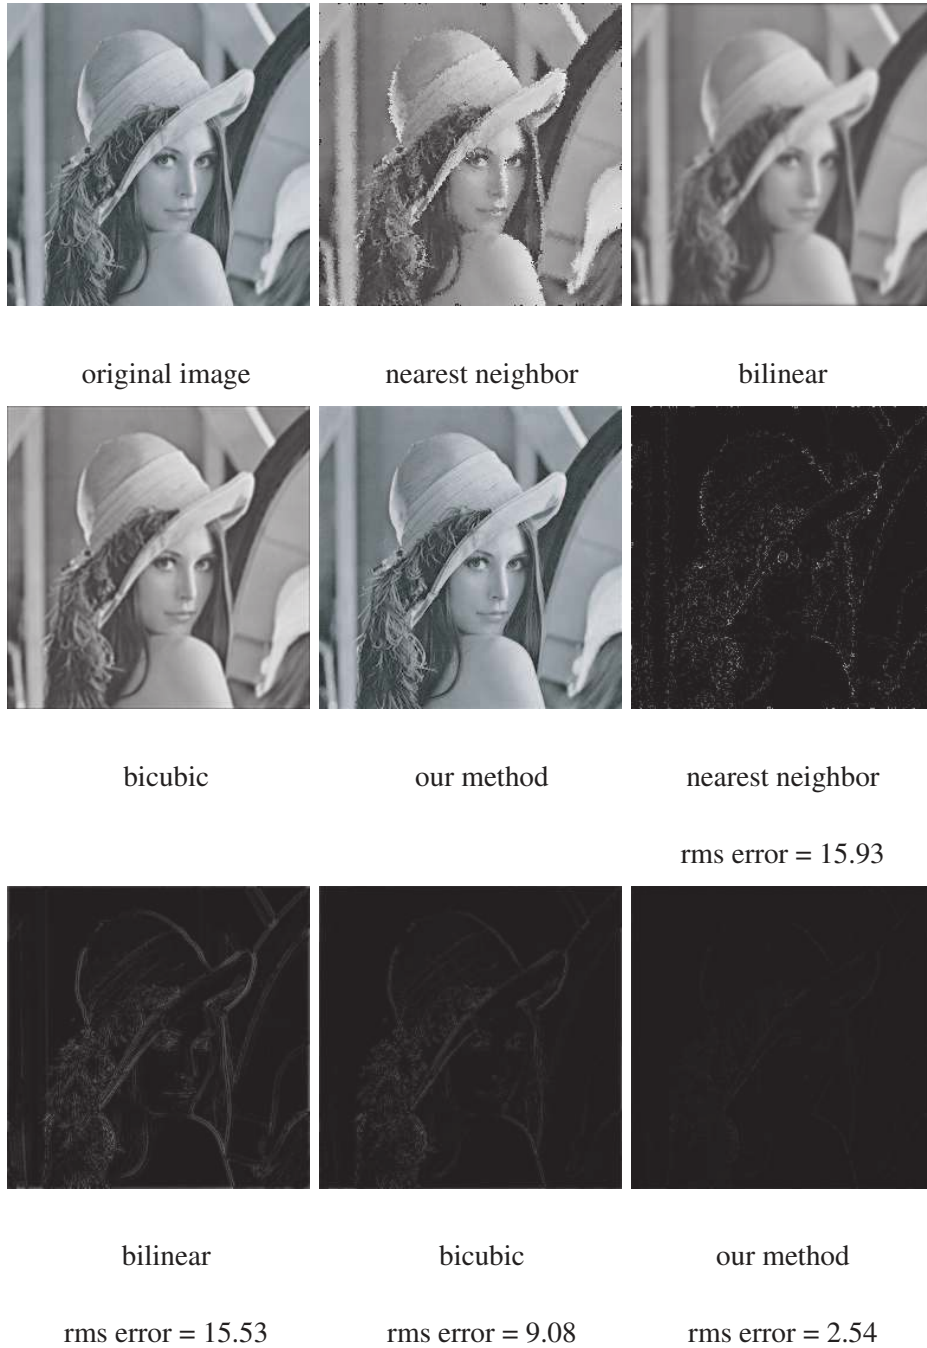 original image
nearest neighbor
bilinear
bicubic
our method
nearest neighbor
rms error = 15.93
bilinear
bicubic
our method
rms error = 15.53
rms error = 9.08
rms error = 2.54